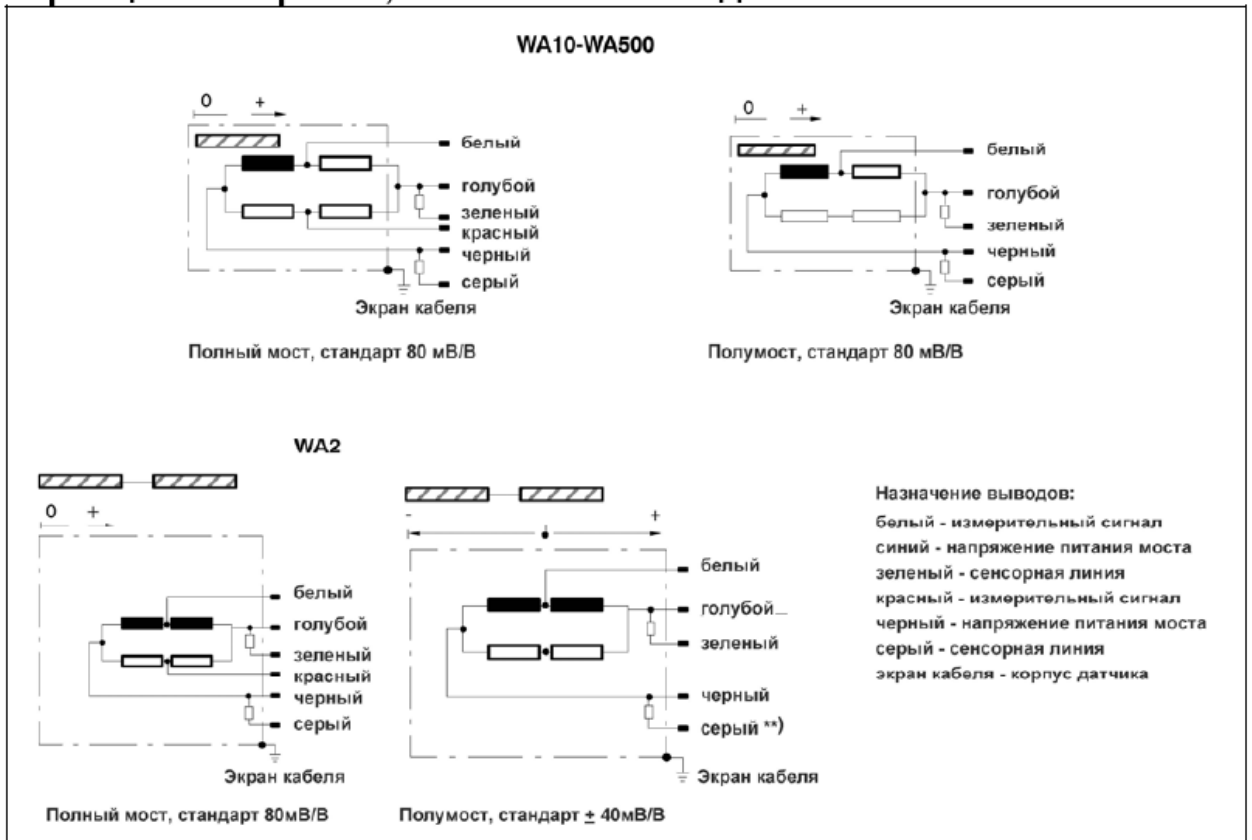 WA10-WA500
0 +
белый
голубой
зеленый
красный
черный
серый
Экран кабеля
Полный мост, стандарт 80 мВ/В
0 +
белый
голубой
зеленый
черный
серый
Экран кабеля
Полумост, стандарт 80 мВ/В
WA2
0 +
белый
голубой
зеленый
красный
черный
серый
Экран кабеля
Полный мост, стандарт 80мВ/В
- +
белый
голубой
зеленый
черный
серый **)
Экран кабеля
Полумост, стандарт ± 40мВ/В
Назначение выводов:
белый - измерительный сигнал
синий - напряжение питания моста
зеленый - сенсорная линия
красный - измерительный сигнал
черный - напряжение питания моста
серый - сенсорная линия
экран кабеля - корпус датчика